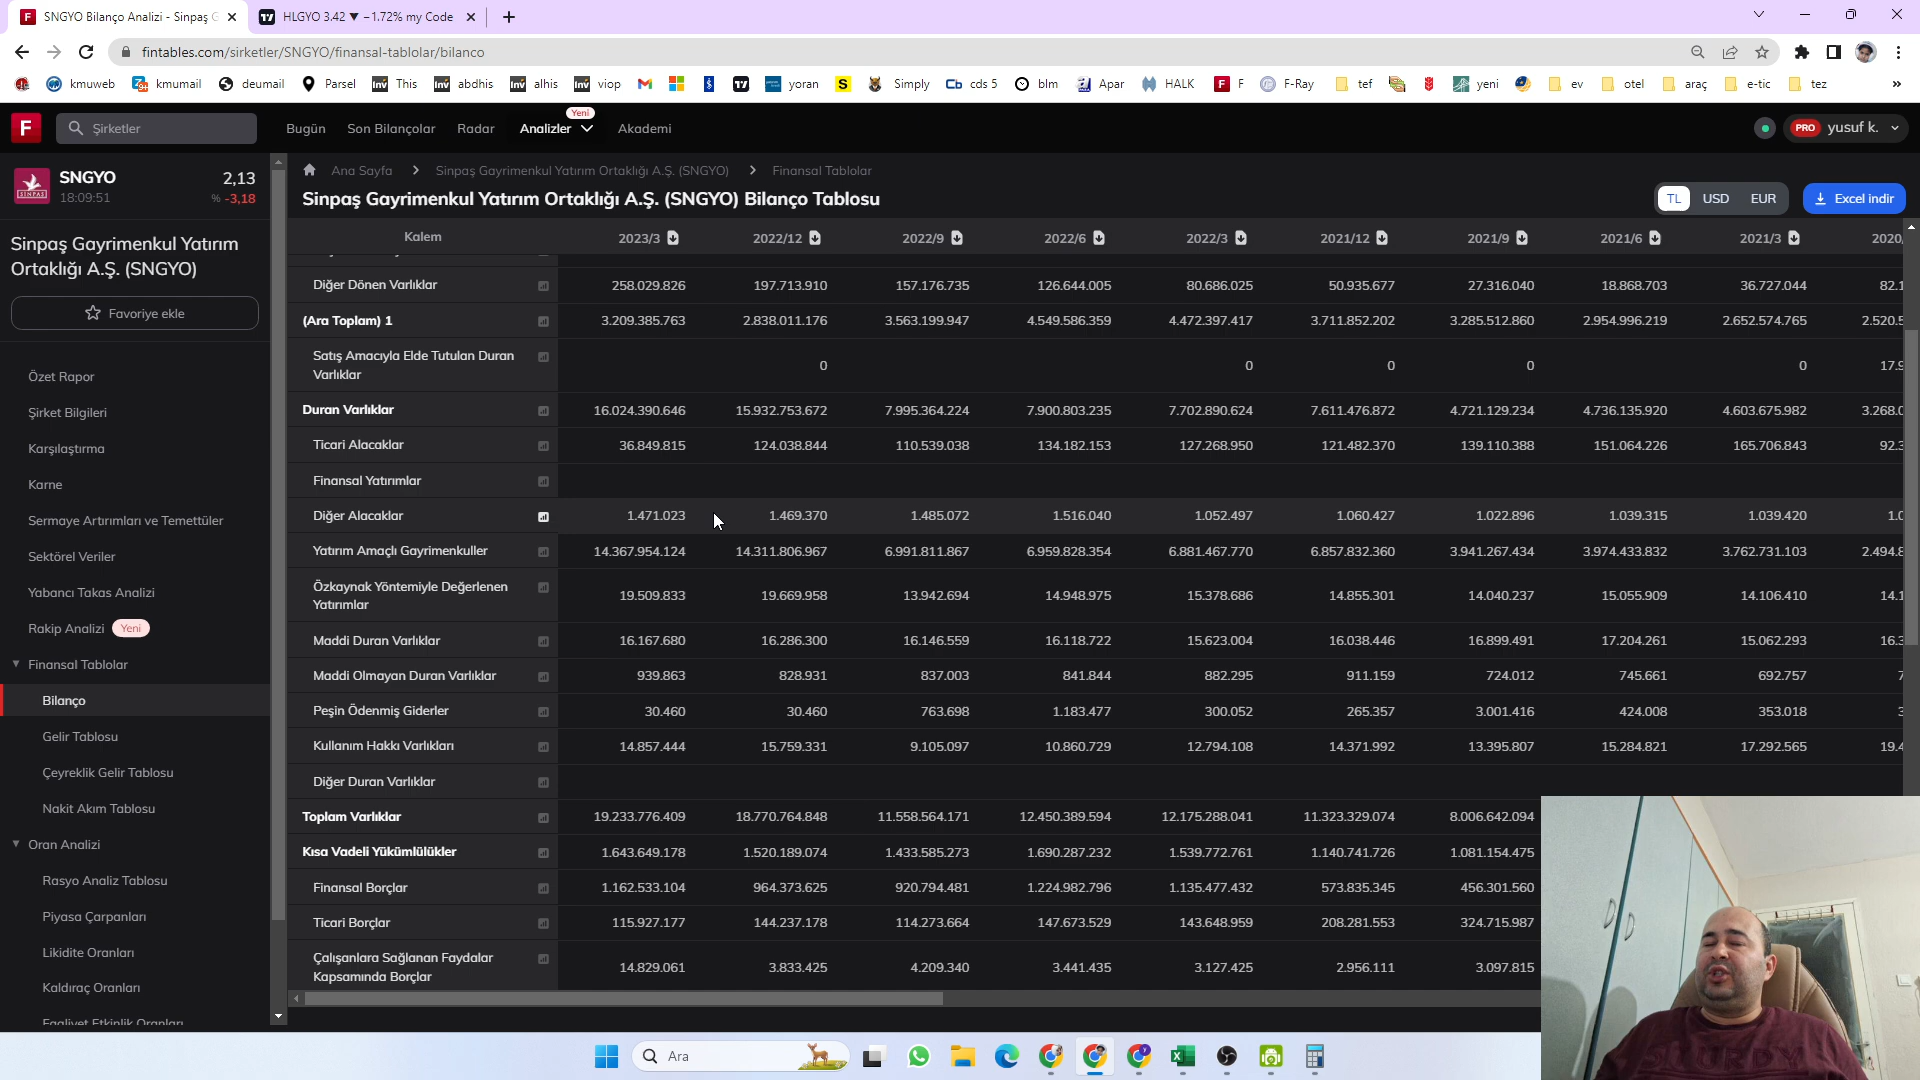 SNGYO Bilanço Analizi - Sinpaş G
HLGYO 3.42 ▼ −1.72% my Code
fintables.com/sirketler/SNGYO/finansal-tablolar/bilanco
kmuweb kmumail deumail Parsel This abdhis alhis viop yoran Simply cds 5 blm Apar HALK F F-Ray tef yeni ev otel araç e-tic tez »
Şirketler
Bugün Son Bilançolar Radar Analizler Yeni Akademi
PRO yusuf k.
SNGYO 2,13
18:09:51 % -3,18
Sinpaş Gayrimenkul Yatırım
Ortaklığı A.Ş. (SNGYO)
Favoriye ekle
Özet Rapor
Şirket Bilgileri
Karşılaştırma
Karne
Sermaye Artırımları ve Temettüler
Sektörel Veriler
Yabancı Takas Analizi
Rakip Analizi Yeni
Finansal Tablolar
Bilanço
Gelir Tablosu
Çeyreklik Gelir Tablosu
Nakit Akım Tablosu
Oran Analizi
Rasyo Analiz Tablosu
Piyasa Çarpanları
Likidite Oranları
Kaldıraç Oranları
Faaliyet Etkinlik Oranları
Ana Sayfa > Sinpaş Gayrimenkul Yatırım Ortaklığı A.Ş. (SNGYO) > Finansal Tablolar
Sinpaş Gayrimenkul Yatırım Ortaklığı A.Ş. (SNGYO) Bilanço Tablosu
TL USD EUR Excel indir
Kalem 2023/3 2022/12 2022/9 2022/6 2022/3 2021/12 2021/9 2021/6 2021/3 2020/
Diğer Dönen Varlıklar 258.029.826 197.713.910 157.176.735 126.644.005 80.686.025 50.935.677 27.316.040 18.868.703 36.727.044 82.1
(Ara Toplam) 1 3.209.385.763 2.838.011.176 3.563.199.947 4.549.586.359 4.472.397.417 3.711.852.202 3.285.512.860 2.954.996.219 2.652.574.765 2.520.5
Satış Amacıyla Elde Tutulan Duran
Varlıklar 0 0 0 0 0 17.9
Duran Varlıklar 16.024.390.646 15.932.753.672 7.995.364.224 7.900.803.235 7.702.890.624 7.611.476.872 4.721.129.234 4.736.135.920 4.603.675.982 3.268.0
Ticari Alacaklar 36.849.815 124.038.844 110.539.038 134.182.153 127.268.950 121.482.370 139.110.388 151.064.226 165.706.843 92.3
Finansal Yatırımlar
Diğer Alacaklar 1.471.023 1.469.370 1.485.072 1.516.040 1.052.497 1.060.427 1.022.896 1.039.315 1.039.420 1.0
Yatırım Amaçlı Gayrimenkuller 14.367.954.124 14.311.806.967 6.991.811.867 6.959.828.354 6.881.467.770 6.857.832.360 3.941.267.434 3.974.433.832 3.762.731.103 2.494.8
Özkaynak Yöntemiyle Değerlenen
Yatırımlar 19.509.833 19.669.958 13.942.694 14.948.975 15.378.686 14.855.301 14.040.237 15.055.909 14.106.410 14.1
Maddi Duran Varlıklar 16.167.680 16.286.300 16.146.559 16.118.722 15.623.004 16.038.446 16.899.491 17.204.261 15.062.293 16.3
Maddi Olmayan Duran Varlıklar 939.863 828.931 837.003 841.844 882.295 911.159 724.012 745.661 692.757
Peşin Ödenmiş Giderler 30.460 30.460 763.698 1.183.477 300.052 265.357 3.001.416 424.008 353.018
Kullanım Hakkı Varlıkları 14.857.444 15.759.331 9.105.097 10.860.729 12.794.108 14.371.992 13.395.807 15.284.821 17.292.565 19.4
Diğer Duran Varlıklar
Toplam Varlıklar 19.233.776.409 18.770.764.848 11.558.564.171 12.450.389.594 12.175.288.041 11.323.329.074 8.006.642.094
Kısa Vadeli Yükümlülükler 1.643.649.178 1.520.189.074 1.433.585.273 1.690.287.232 1.539.772.761 1.140.741.726 1.081.154.475
Finansal Borçlar 1.162.533.104 964.373.625 920.794.481 1.224.982.796 1.135.477.432 573.835.345 456.301.560
Ticari Borçlar 115.927.177 144.237.178 114.273.664 147.673.529 143.648.959 208.281.553 324.715.987
Çalışanlara Sağlanan Faydalar
Kapsamında Borçlar 14.829.061 3.833.425 4.209.340 3.441.435 3.127.425 2.956.111 3.097.815
Ara